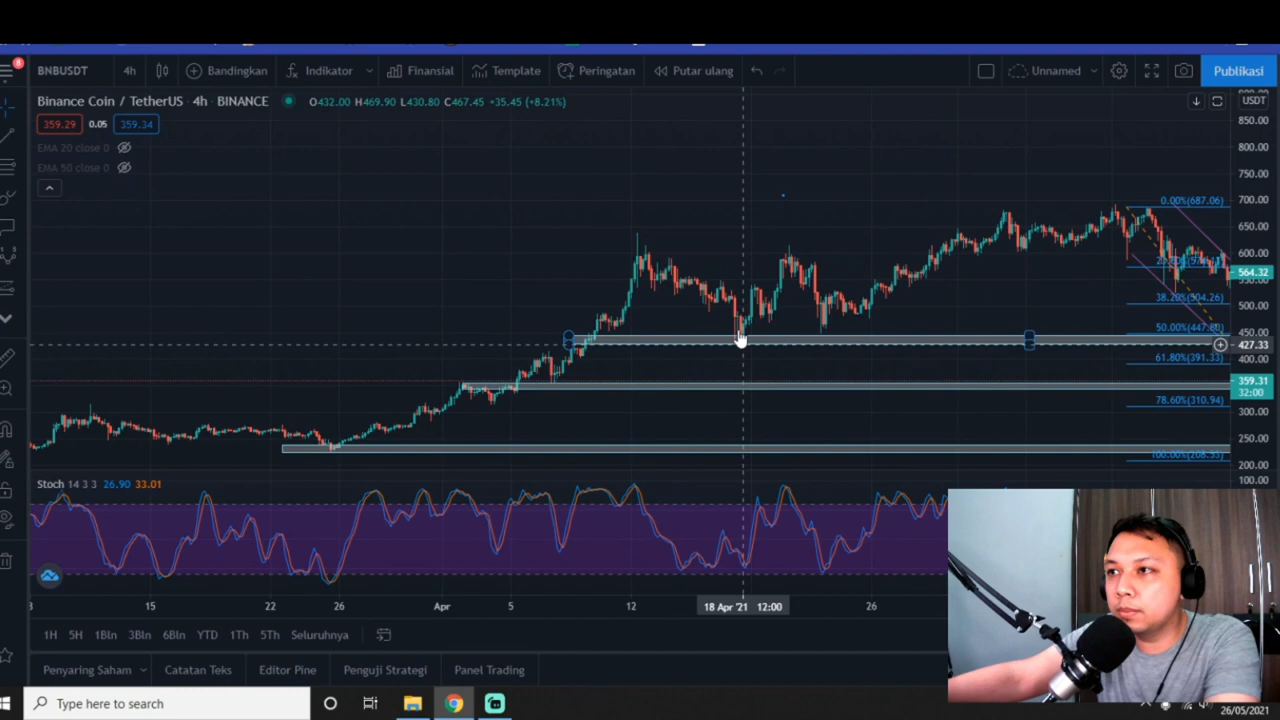 8
BNBUSDT 4h Bandingkan Indikator Finansial Template Peringatan Putar ulang Unnamed Publikasi
Binance Coin / TetherUS · 4h · BINANCE O432.00 H469.90 L430.80 C467.45 +35.45 (+8.21%)
USDT
359.29 0.05 359.34
EMA 20 close 0
EMA 50 close 0
850.00
800.00
750.00
700.00
0.00%(687.06)
650.00
600.00
564.32
38.20%(504.26)
500.00
50.00%(447.80)
450.00
427.33
400.00
61.80%(391.33)
359.31
32:00
78.60%(310.94)
300.00
250.00
200.00
Stoch 14 3 3 26.90 33.01
100.00
15 22 26 Apr 5 12 18 Apr '21 12:00 26
1H 5H 1Bln 3Bln 6Bln YTD 1Th 5Th Seluruhnya
Penyaring Saham Catatan Teks Editor Pine Penguji Strategi Panel Trading
Type here to search
26/05/2021